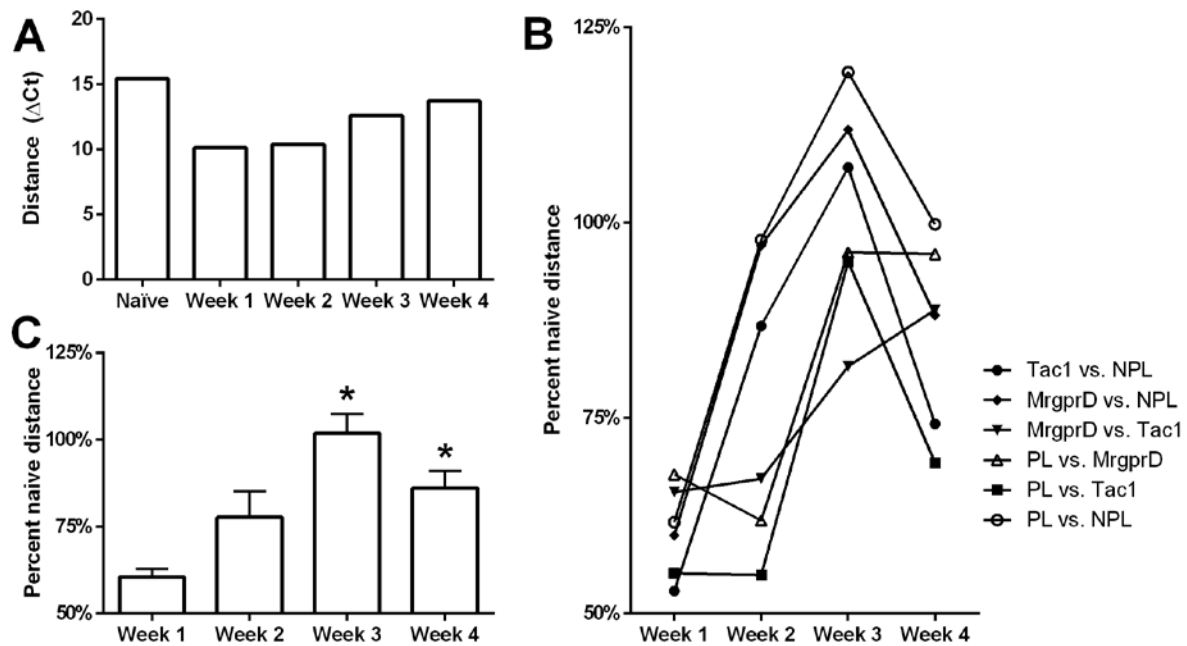 A
Distance (ΔCt)
20
15
10
5
0
Naïve Week 1 Week 2 Week 3 Week 4
B
Percent naive distance
125%
100%
75%
50%
Week 1 Week 2 Week 3 Week 4
Tac1 vs. NPL
MrgprD vs. NPL
MrgprD vs. Tac1
PL vs. MrgprD
PL vs. Tac1
PL vs. NPL
C
Percent naive distance
125%
100%
75%
50%
*
*
Week 1 Week 2 Week 3 Week 4